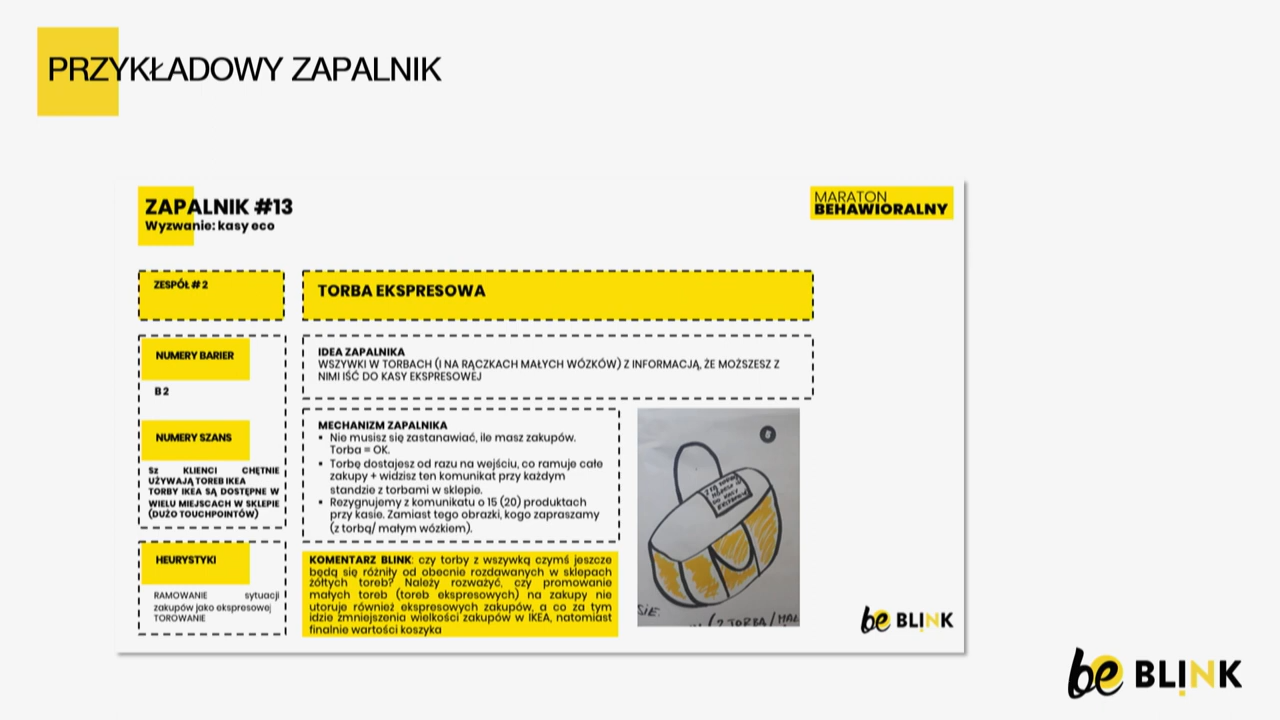 PRZYKŁADOWY ZAPALNIK
ZAPALNIK #13
Wyzwanie: kasy eco
MARATON
BEHAWIORALNY
ZESPÓŁ # 2
TORBA EKSPRESOWA
NUMERY BARIER
B 2
NUMERY SZANS
Sz KLIENCI CHĘTNIE
UŻYWAJĄ TOREB IKEA
TORBY IKEA SĄ DOSTĘPNE W
WIELU MIEJSCACH W SKLEPIE
(DUŻO TOUCHPOINTÓW)
HEURYSTYKI
RAMOWANIE sytuacji
zakupów jako ekspresowej
TOROWANIE
IDEA ZAPALNIKA
WSZYWKI W TORBACH (I NA RĄCZKACH MAŁYCH WÓZKÓW) Z INFORMACJĄ, ŻE MOŻSZESZ Z
NIMI IŚĆ DO KASY EKSPRESOWEJ
MECHANIZM ZAPALNIKA
▪ Nie musisz się zastanawiać, ile masz zakupów.
Torba = OK.
▪ Torbę dostajesz od razu na wejściu, co ramuje całe
zakupy + widzisz ten komunikat przy każdym
standzie z torbami w sklepie.
▪ Rezygnujemy z komunikatu o 15 (20) produktach
przy kasie. Zamiast tego obrazki, kogo zapraszamy
(z torbą/ małym wózkiem).
KOMENTARZ BLINK: czy torby z wszywką czymś jeszcze
będą się różniły od obecnie rozdawanych w sklepach
żółtych toreb? Należy rozważyć, czy promowanie
małych toreb (toreb ekspresowych) na zakupy nie
utoruje również ekspresowych zakupów, a co za tym
idzie zmniejszenia wielkości zakupów w IKEA, natomiast
finalnie wartości koszyka
SIE.
(Z TORBĄ / MAŁ
be BLINK
be BLINK